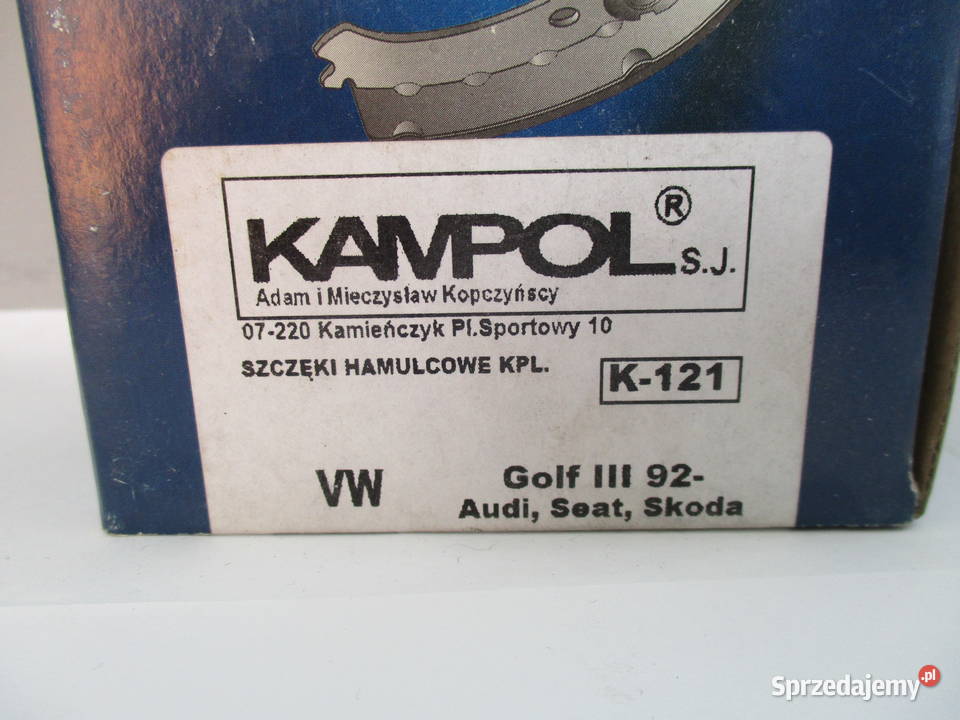 KAMPOL® S.J.
Adam i Mieczysław Kopczyńscy
07-220 Kamieńczyk Pl.Sportowy 10
SZCZĘKI HAMULCOWE KPL.
K-121
VW
Golf III 92-
Audi, Seat, Skoda
Sprzedajemy.pl